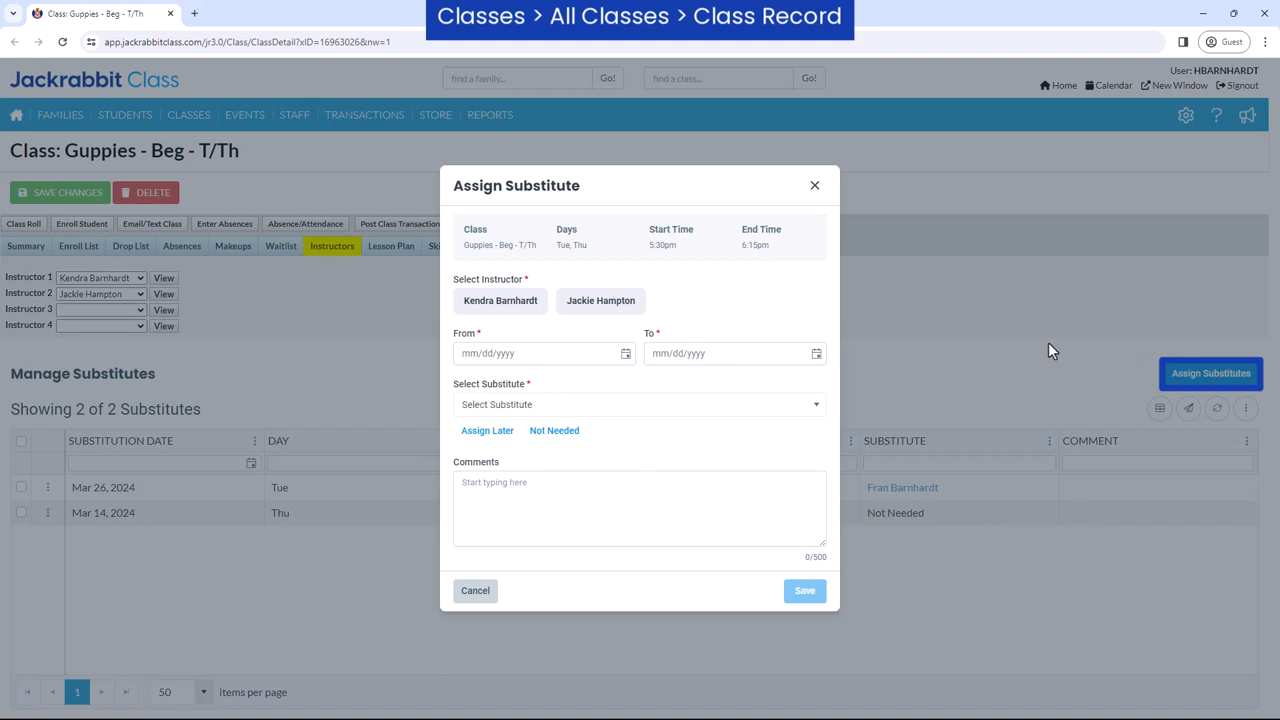 Classes > All Classes > Class Record
Class: Guppies - Beg - T/Th
app.jackrabbitclass.com/jr3.0/Class/ClassDetail?xID=16963026&nw=1
Guest
Jackrabbit Class
find a family...
Go!
find a class...
Go!
User: HBARNHARDT
Home
Calendar
New Window
Signout
FAMILIES
STUDENTS
CLASSES
EVENTS
STAFF
TRANSACTIONS
STORE
REPORTS
Class: Guppies - Beg - T/Th
SAVE CHANGES
DELETE
Class Roll
Enroll Student
Email/Text Class
Enter Absences
Absence/Attendance
Post Class Transaction
Summary
Enroll List
Drop List
Absences
Makeups
Waitlist
Instructors
Lesson Plan
Instructor 1 Kendra Barnhardt View
Instructor 2 Jackie Hampton View
Instructor 3 View
Instructor 4 View
Manage Substitutes
Assign Substitutes
Showing 2 of 2 Substitutes
SUBSTITUTION DATE
DAY
SUBSTITUTE
COMMENT
Mar 26, 2024
Tue
Fran Barnhardt
Mar 14, 2024
Thu
Not Needed
1
50
items per page
Assign Substitute
Class
Days
Start Time
End Time
Guppies - Beg - T/Th
Tue, Thu
5:30pm
6:15pm
Select Instructor *
Kendra Barnhardt
Jackie Hampton
From *
To *
mm/dd/yyyy
mm/dd/yyyy
Select Substitute *
Select Substitute
Assign Later
Not Needed
Comments
Start typing here
0/500
Cancel
Save